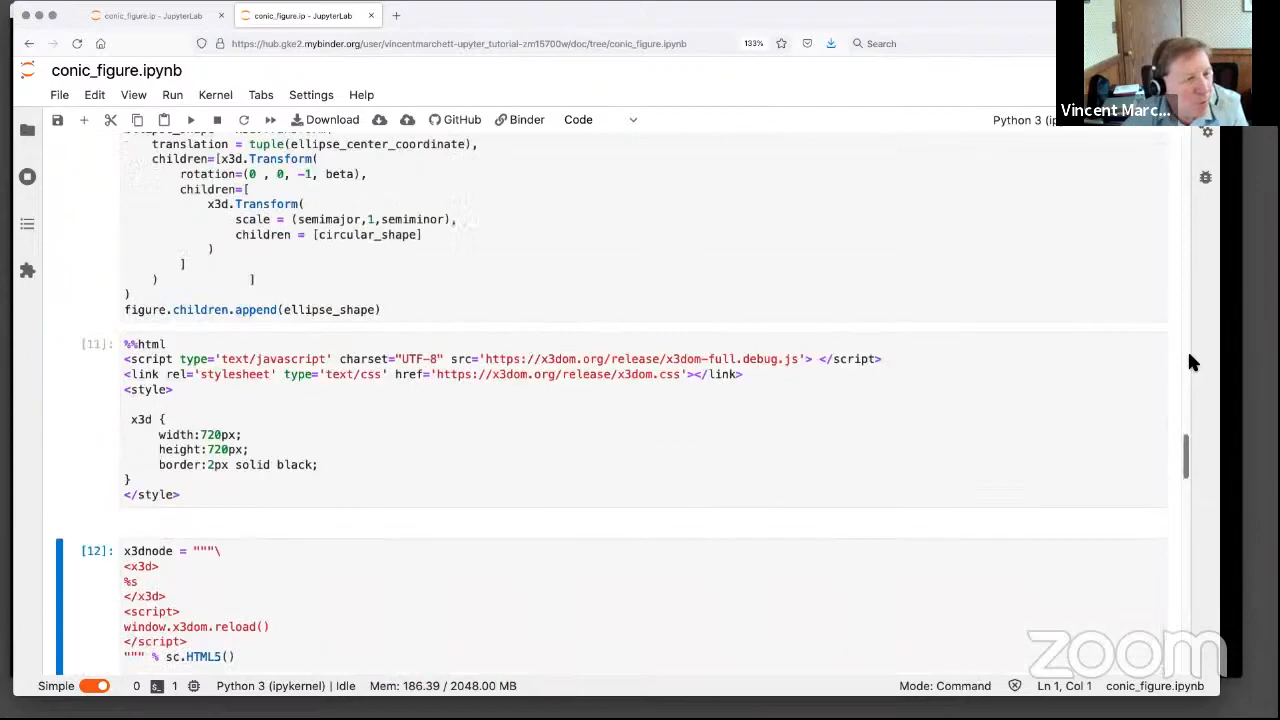 conic_figure.ip - JupyterLab
conic_figure.ip - JupyterLab
https://hub.gke2.mybinder.org/user/vincentmarchett-upyter_tutorial-zm15700w/doc/tree/conic_figure.ipynb
133%
Search
conic_figure.ipynb
File Edit View Run Kernel Tabs Settings Help
Vincent Marc...
Download GitHub Binder Code Python 3 (ip
translation = tuple(ellipse_center_coordinate),
children=[x3d.Transform(
rotation=(0 , 0, -1, beta),
children=[
x3d.Transform(
scale = (semimajor,1,semiminor),
children = [circular_shape]
)
]
) ]
)
figure.children.append(ellipse_shape)
[11]: %%html
<script type='text/javascript' charset="UTF-8" src='https://x3dom.org/release/x3dom-full.debug.js'> </script>
<link rel='stylesheet' type='text/css' href='https://x3dom.org/release/x3dom.css'></link>
<style>
x3d {
width:720px;
height:720px;
border:2px solid black;
}
</style>
[12]: x3dnode = """\
<x3d>
%s
</x3d>
<script>
window.x3dom.reload()
</script>
""" % sc.HTML5()
zoom
Simple 0 1 Python 3 (ipykernel) | Idle Mem: 186.39 / 2048.00 MB Mode: Command Ln 1, Col 1 conic_figure.ipynb